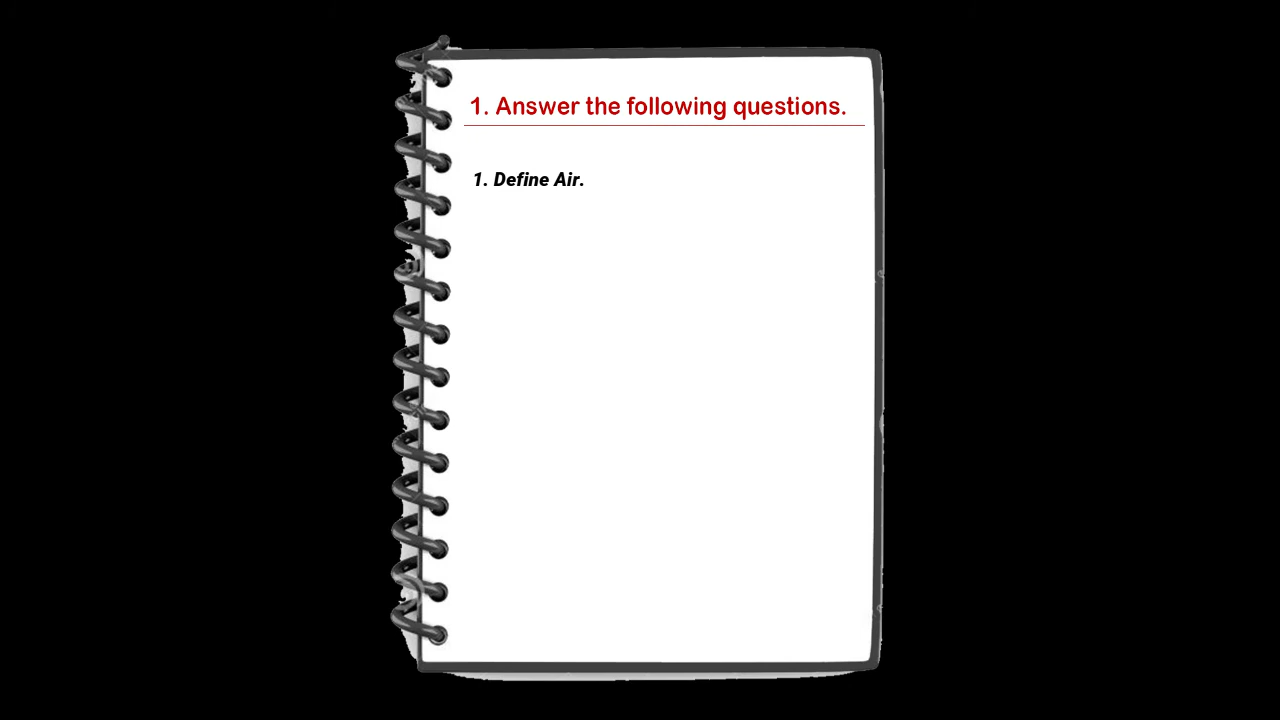 1. Answer the following questions.
1. Define Air.